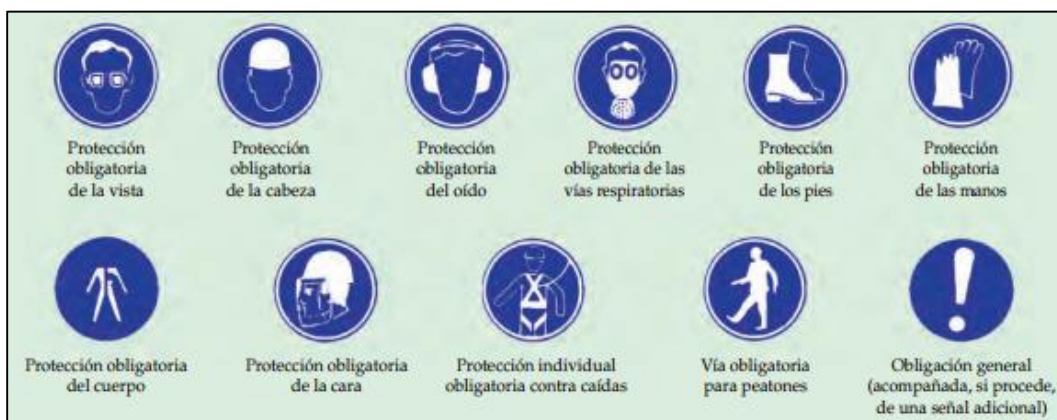 Protección
obligatoria
de la vista
Protección
obligatoria
de la cabeza
Protección
obligatoria
del oído
Protección
obligatoria de las
vías respiratorias
Protección
obligatoria
de los pies
Protección
obligatoria
de las manos
Protección obligatoria
del cuerpo
Protección obligatoria
de la cara
Protección individual
obligatoria contra caídas
Vía obligatoria
para peatones
Obligación general
(acompañada, si procede,
de una señal adicional)